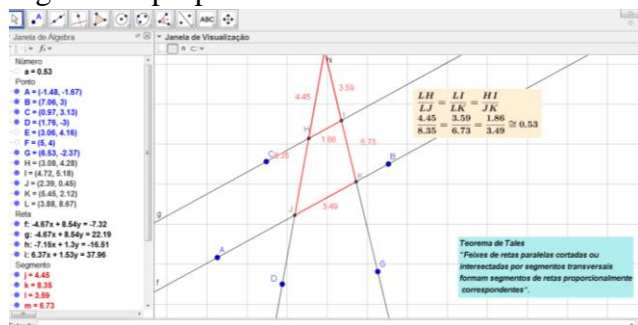 ABC
Janela de Álgebra
Janela de Visualização
Número
a = 0.53
Ponto
A = (-1.48, -1.67)
B = (7.06, 3)
C = (0.97, 3.13)
D = (1.75, -3)
E = (3.06, 4.16)
F = (5, 4)
G = (6.53, -2.37)
H = (3.08, 4.28)
I = (4.72, 5.18)
J = (2.39, 0.45)
K = (5.45, 2.12)
L = (3.88, 8.67)
Reta
f: -4.67x + 8.54y = -7.32
g: -4.67x + 8.54y = 22.19
h: -7.15x + 1.3y = -16.51
i: 6.37x + 1.53y = 37.96
Segmento
j = 4.45
k = 8.35
l = 3.59
m = 6.73
h
4.45
3.59
H
I
1.86
6.73
C
8.35
B
K
3.49
J
g
A
D
G
f
LH/LJ = LI/LK = HI/JK
4.45/8.35 = 3.59/6.73 = 1.86/3.49 ≅ 0.53
Teorema de Tales
"Feixes de retas paralelas cortadas ou
intersectadas por segmentos transversais
formam segmentos de retas proporcionalmente
correspondentes".